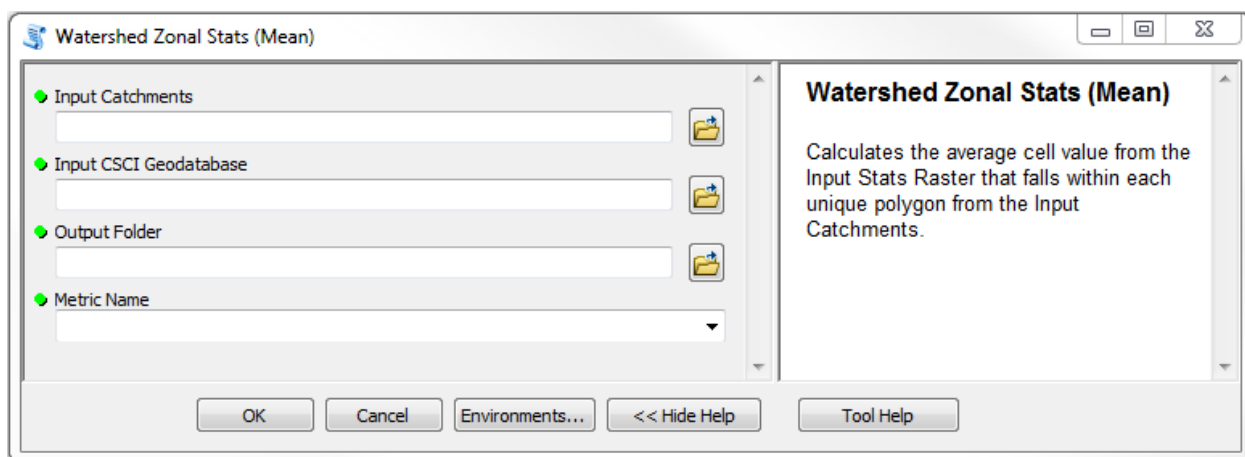 Watershed Zonal Stats (Mean)
Input Catchments
Input CSCI Geodatabase
Output Folder
Metric Name
Watershed Zonal Stats (Mean)
Calculates the average cell value from the
Input Stats Raster that falls within each
unique polygon from the Input
Catchments.
OK
Cancel
Environments...
<< Hide Help
Tool Help